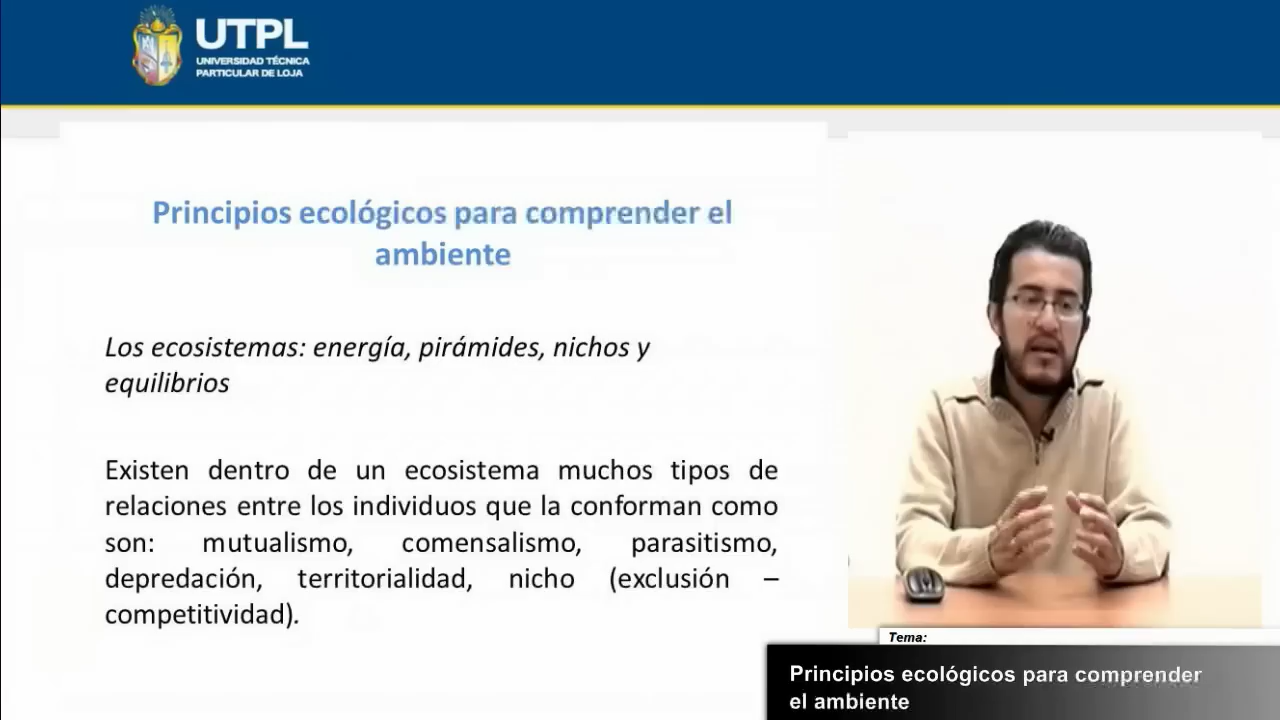 UTPL
UNIVERSIDAD TÉCNICA
PARTICULAR DE LOJA
Principios ecológicos para comprender el
ambiente
Los ecosistemas: energía, pirámides, nichos y
equilibrios
Existen dentro de un ecosistema muchos tipos de
relaciones entre los individuos que la conforman como
son: mutualismo, comensalismo, parasitismo,
depredación, territorialidad, nicho (exclusión –
competitividad).
Tema:
Principios ecológicos para comprender
el ambiente